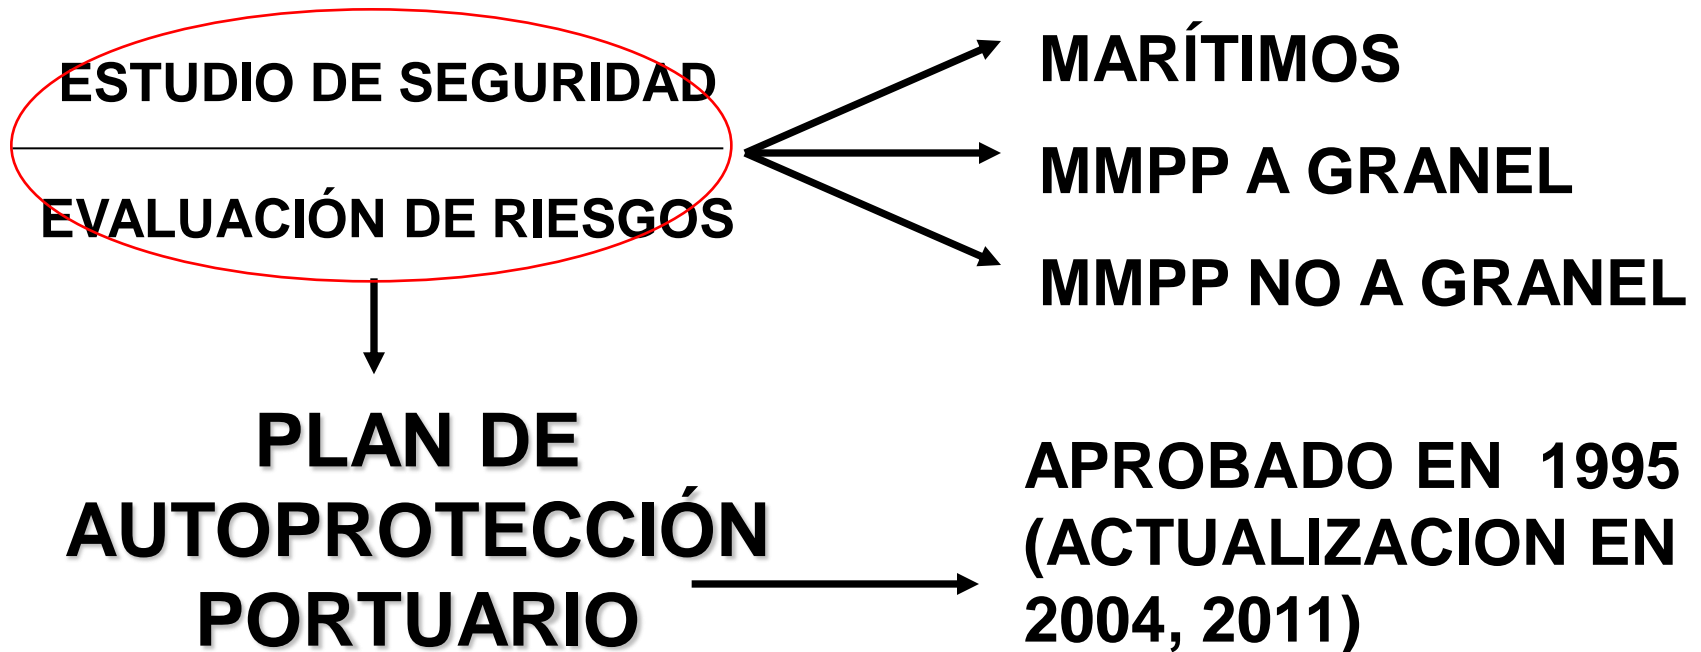 ESTUDIO DE SEGURIDAD
EVALUACIÓN DE RIESGOS
MARÍTIMOS
MMPP A GRANEL
MMPP NO A GRANEL
PLAN DE
AUTOPROTECCIÓN
PORTUARIO
APROBADO EN 1995
(ACTUALIZACION EN
2004, 2011)